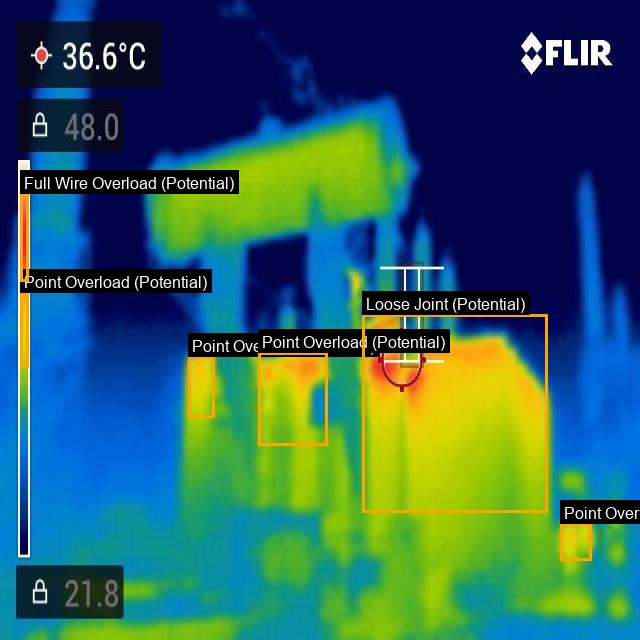 36.6°C
FLIR
48.0
Full Wire Overload (Potential)
Point Overload (Potential)
Loose Joint (Potential)
Point Ove
Point Overload (Potential)
Point Over
21.8